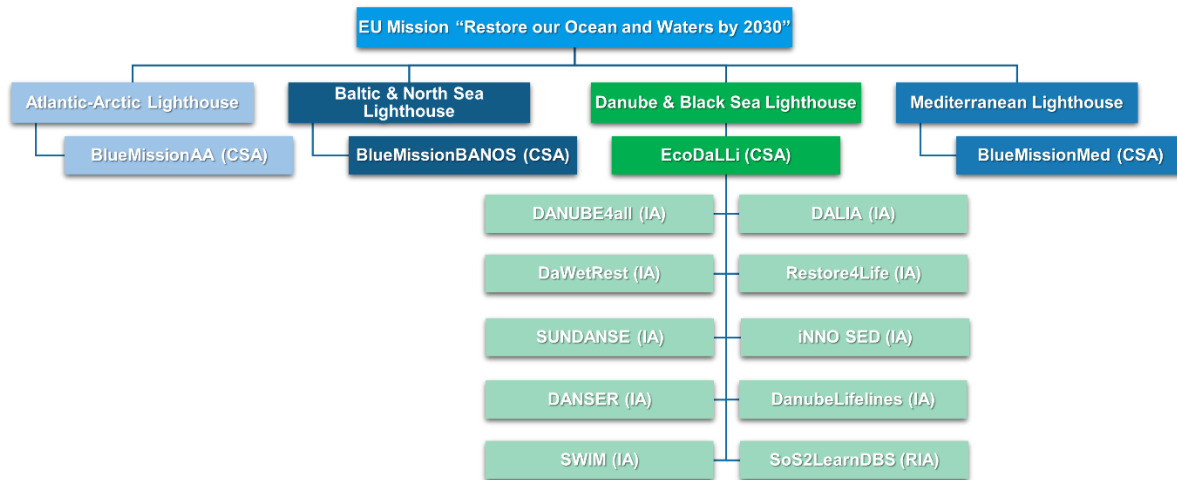 EU Mission “Restore our Ocean and Waters by 2030”
Atlantic-Arctic Lighthouse
Baltic & North Sea
Lighthouse
Danube & Black Sea Lighthouse
Mediterranean Lighthouse
BlueMissionAA (CSA)
BlueMissionBANOS (CSA)
EcoDaLLi (CSA)
BlueMissionMed (CSA)
DANUBE4all (IA)
DALIA (IA)
DaWetRest (IA)
Restore4Life (IA)
SUNDANSE (IA)
iNNO SED (IA)
DANSER (IA)
DanubeLifelines (IA)
SWIM (IA)
SoS2LearnDBS (RIA)